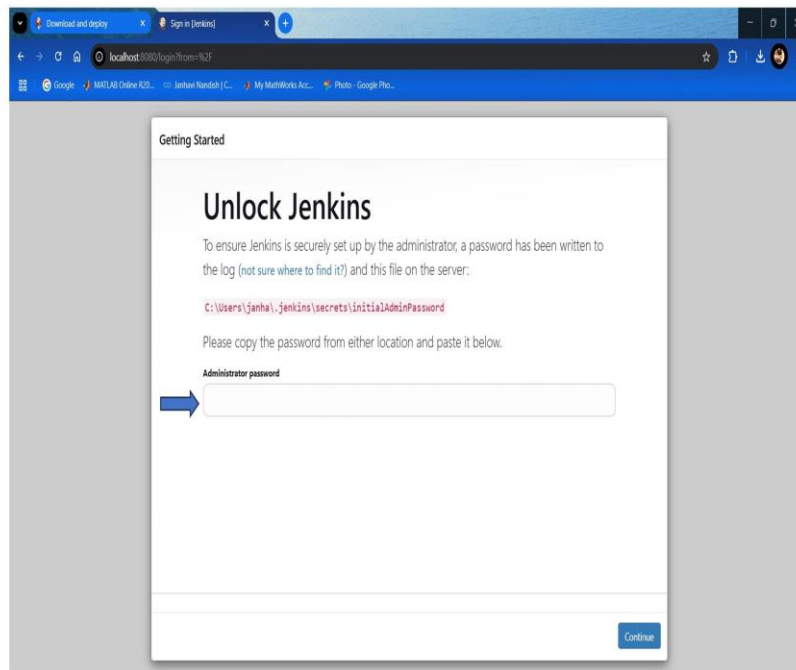 Download and deploy
Sign in [Jenkins]
localhost:8080/login?from=%2F
Google
MATLAB Online R20...
Janhavi Nandish | C...
My MathWorks Acc...
Photo - Google Pho...
Getting Started
Unlock Jenkins
To ensure Jenkins is securely set up by the administrator, a password has been written to
the log (not sure where to find it?) and this file on the server:
C:\Users\janha\.jenkins\secrets\initialAdminPassword
Please copy the password from either location and paste it below.
Administrator password
Continue